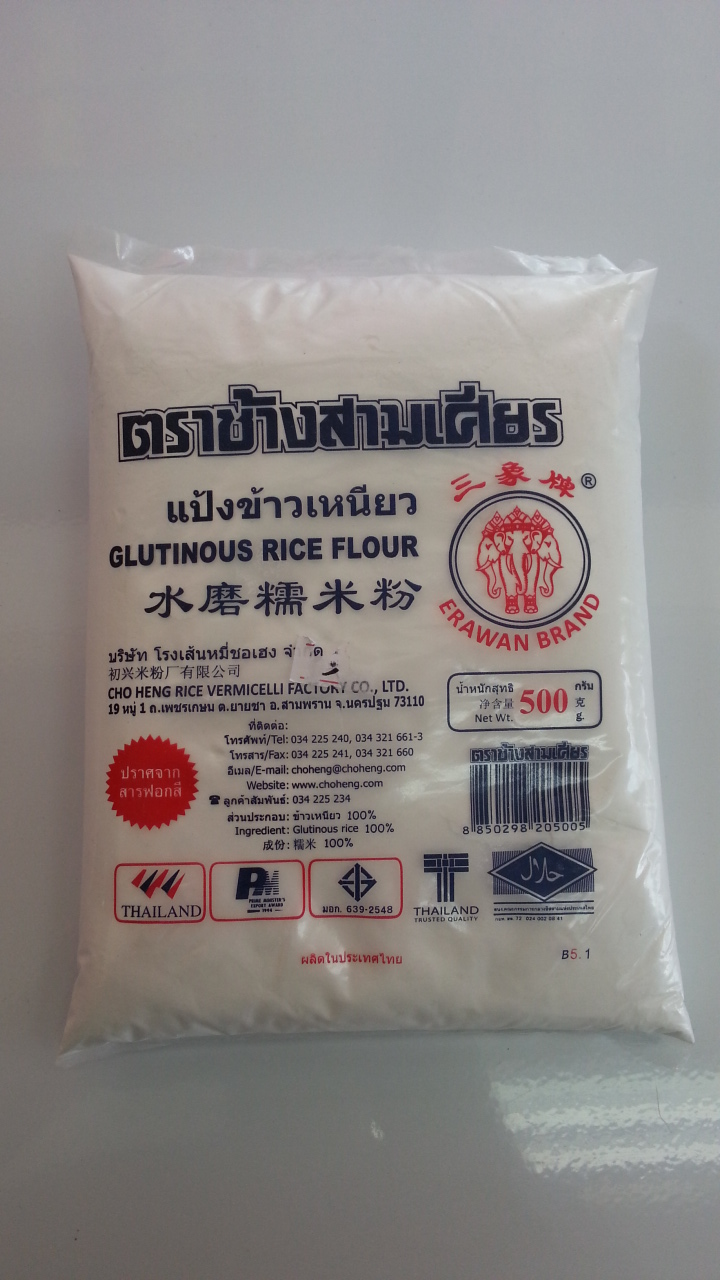 ตราช้างสามเศียร
三象牌®
แป้งข้าวเหนียว
GLUTINOUS RICE FLOUR
水磨糯米粉
ERAWAN BRAND
บริษัท โรงเส้นหมี่ชอเฮง จำกัด
初兴米粉厂有限公司
CHO HENG RICE VERMICELLI FACTORY CO., LTD.
19 หมู่ 1 ถ.เพชรเกษม ต.ยายชา อ.สามพราน จ.นครปฐม 73110
น้ำหนักสุทธิ 500 กรัม
净含量 克
Net Wt. g.
ที่ติดต่อ:
โทรศัพท์/Tel: 034 225 240, 034 321 661-3
โทรสาร/Fax: 034 225 241, 034 321 660
อีเมล/E-mail: choheng@choheng.com
Website: www.choheng.com
ลูกค้าสัมพันธ์: 034 225 234
ส่วนประกอบ: ข้าวเหนียว 100%
Ingredient: Glutinous rice 100%
成份: 糯米 100%
ปราศจาก
สารฟอกสี
ตราช้างสามเศียร
8 850298 205005
THAILAND
PM
PRIME MINISTER'S
EXPORT AWARD
มอก. 639-2548
THAILAND
TRUSTED QUALITY
حلال
ผลิตในประเทศไทย
B5.1